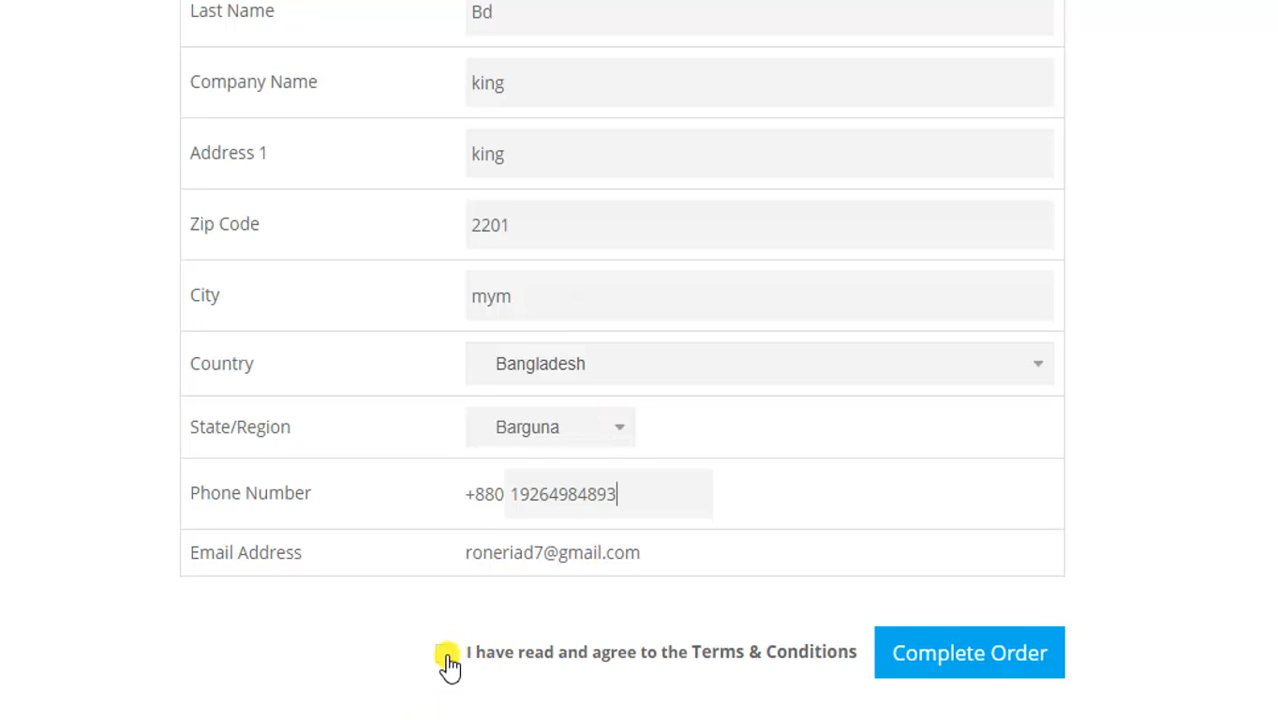 Last Name Bd
Company Name king
Address 1 king
Zip Code 2201
City mym
Country Bangladesh
State/Region Barguna
Phone Number +880 19264984893
Email Address roneriad7@gmail.com
I have read and agree to the Terms & Conditions Complete Order